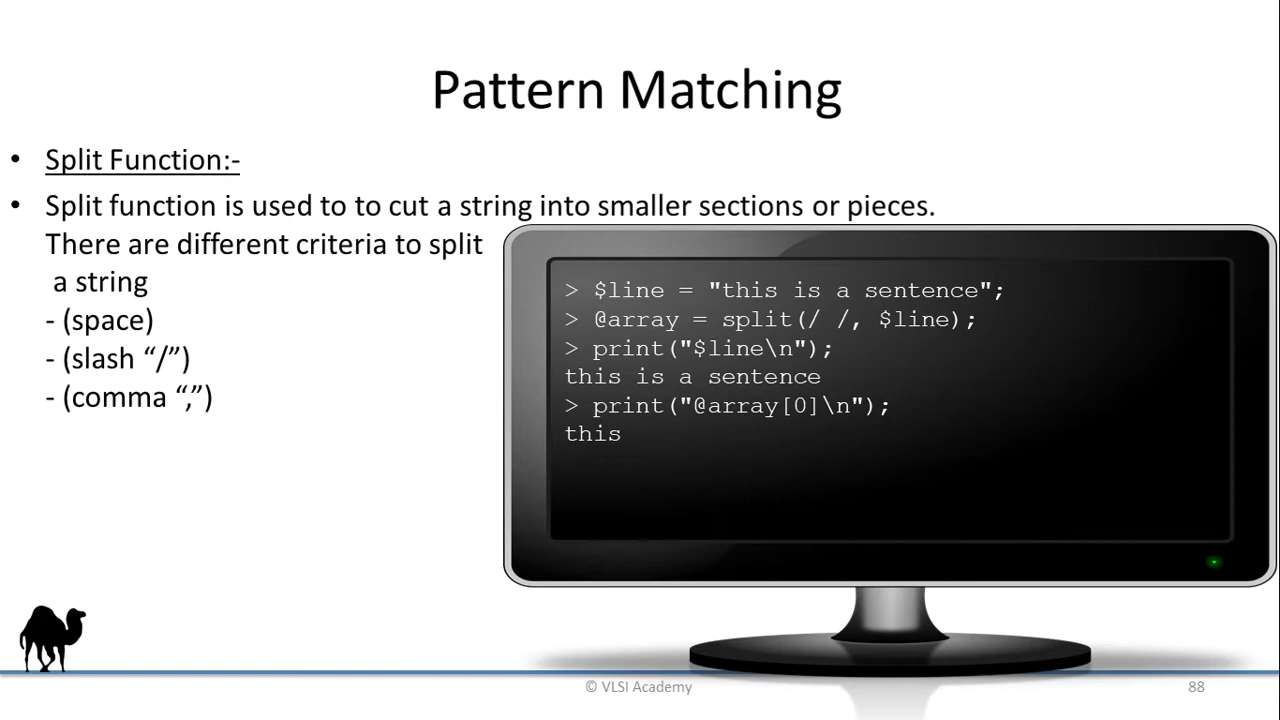 Pattern Matching
• Split Function:-
• Split function is used to to cut a string into smaller sections or pieces.
There are different criteria to split
a string
- (space)
- (slash “/”)
- (comma “,”)
> $line = "this is a sentence";
> @array = split(/ /, $line);
> print("$line\n");
this is a sentence
> print("@array[0]\n");
this
© VLSI Academy
88